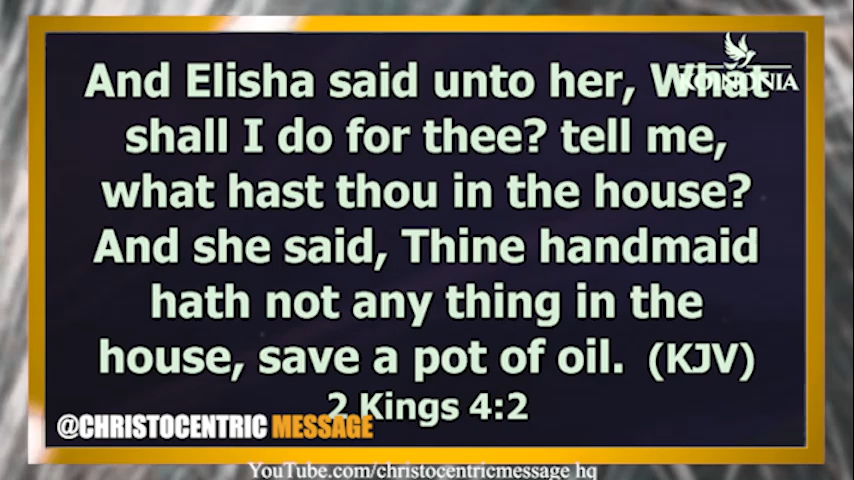 And Elisha said unto her, What
KOINONIA
shall I do for thee? tell me,
what hast thou in the house?
And she said, Thine handmaid
hath not any thing in the
house, save a pot of oil. (KJV)
2 Kings 4:2
@CHRISTOCENTRIC MESSAGE
YouTube.com/christocentricmessage hq